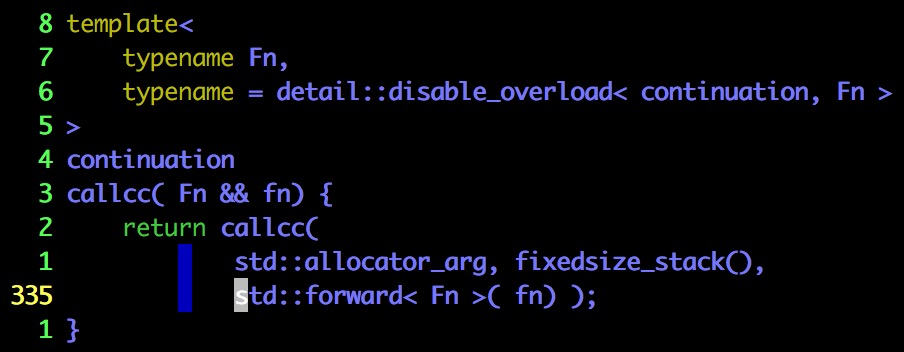 8 template<
7     typename Fn,
6     typename = detail::disable_overload< continuation, Fn >
5 >
4 continuation
3 callcc( Fn && fn) {
2     return callcc(
1             std::allocator_arg, fixedsize_stack(),
335             std::forward< Fn >( fn) );
1 }